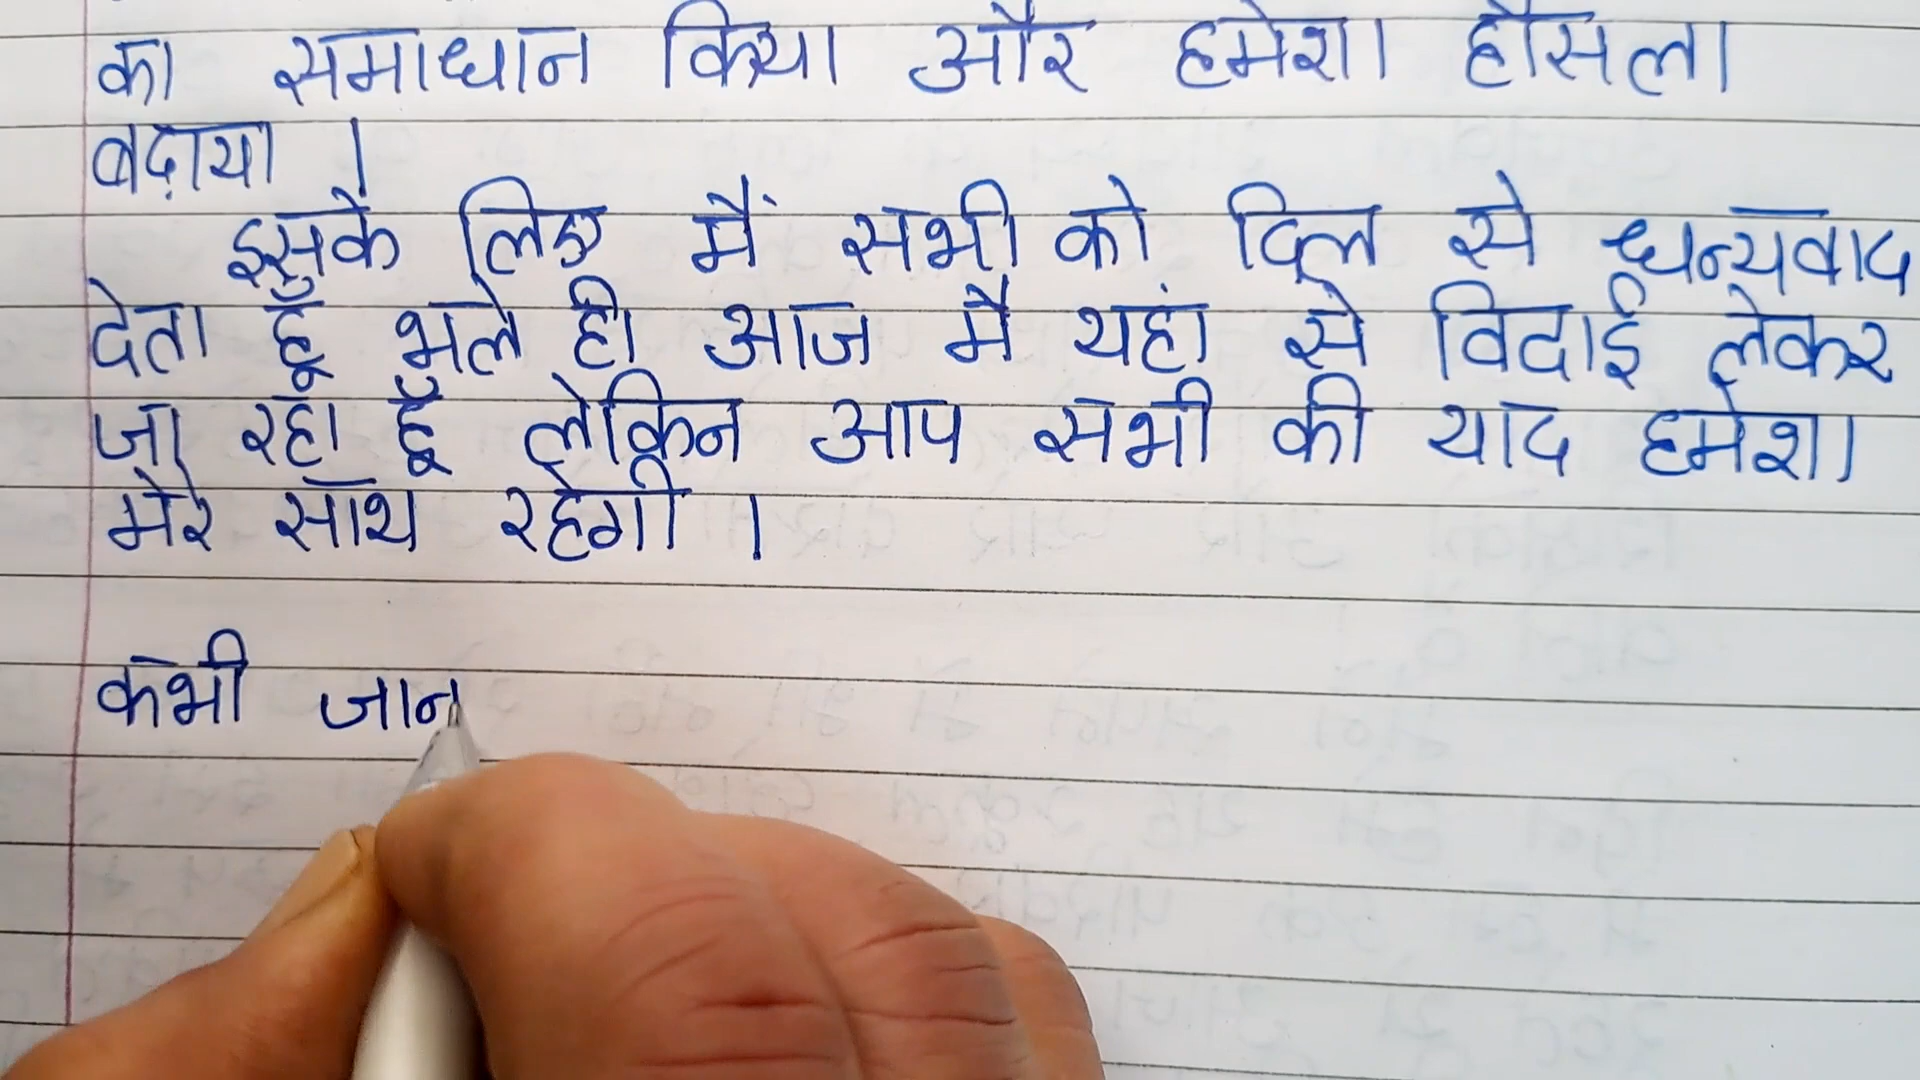 का समाधान किया और हमेशा हौसला
बढ़ाया ।
इसके लिए मैं सभी को दिल से धन्यवाद
देता हूँ भले ही आज मै यहां से विदाई लेकर
जा रहा हूँ लेकिन आप सभी की याद हमेशा
मेरे साथ रहेगी ।
कभी जान